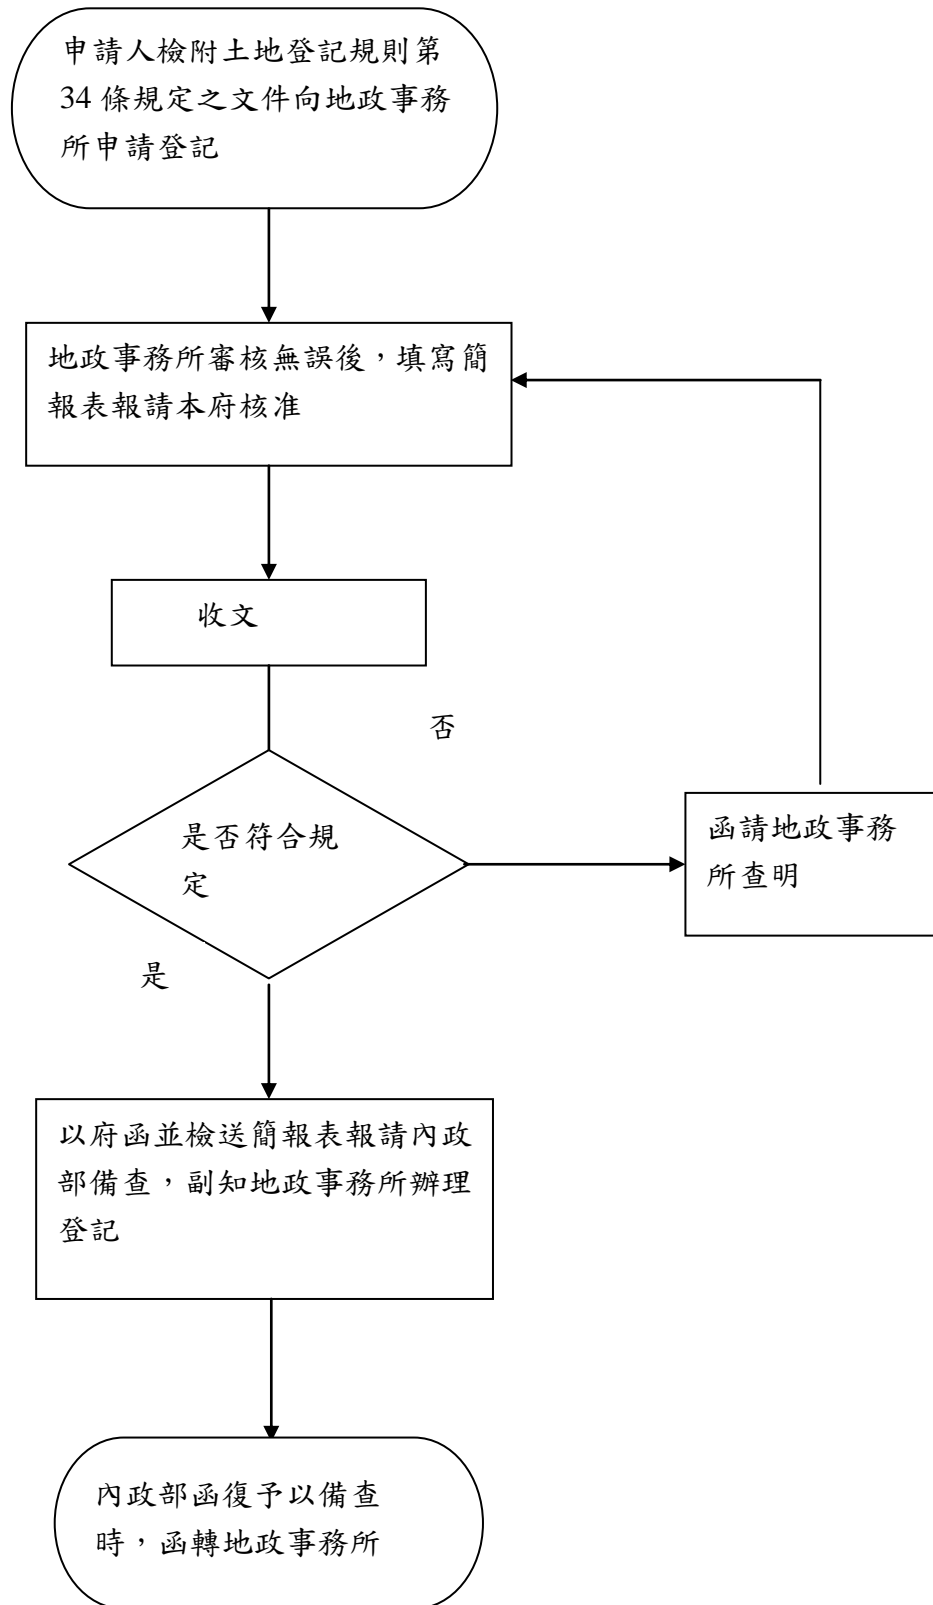 申請人檢附土地登記規則第
34 條規定之文件向地政事務
所申請登記
地政事務所審核無誤後，填寫簡
報表報請本府核准
收文
否
是否符合規
定
函請地政事務
所查明
是
以府函並檢送簡報表報請內政
部備查，副知地政事務所辦理
登記
內政部函復予以備查
時，函轉地政事務所